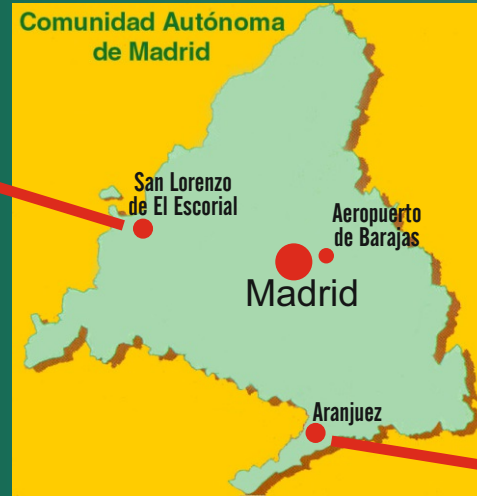 Comunidad Autónoma
de Madrid
San Lorenzo
de El Escorial
Aeropuerto
de Barajas
Madrid
Aranjuez